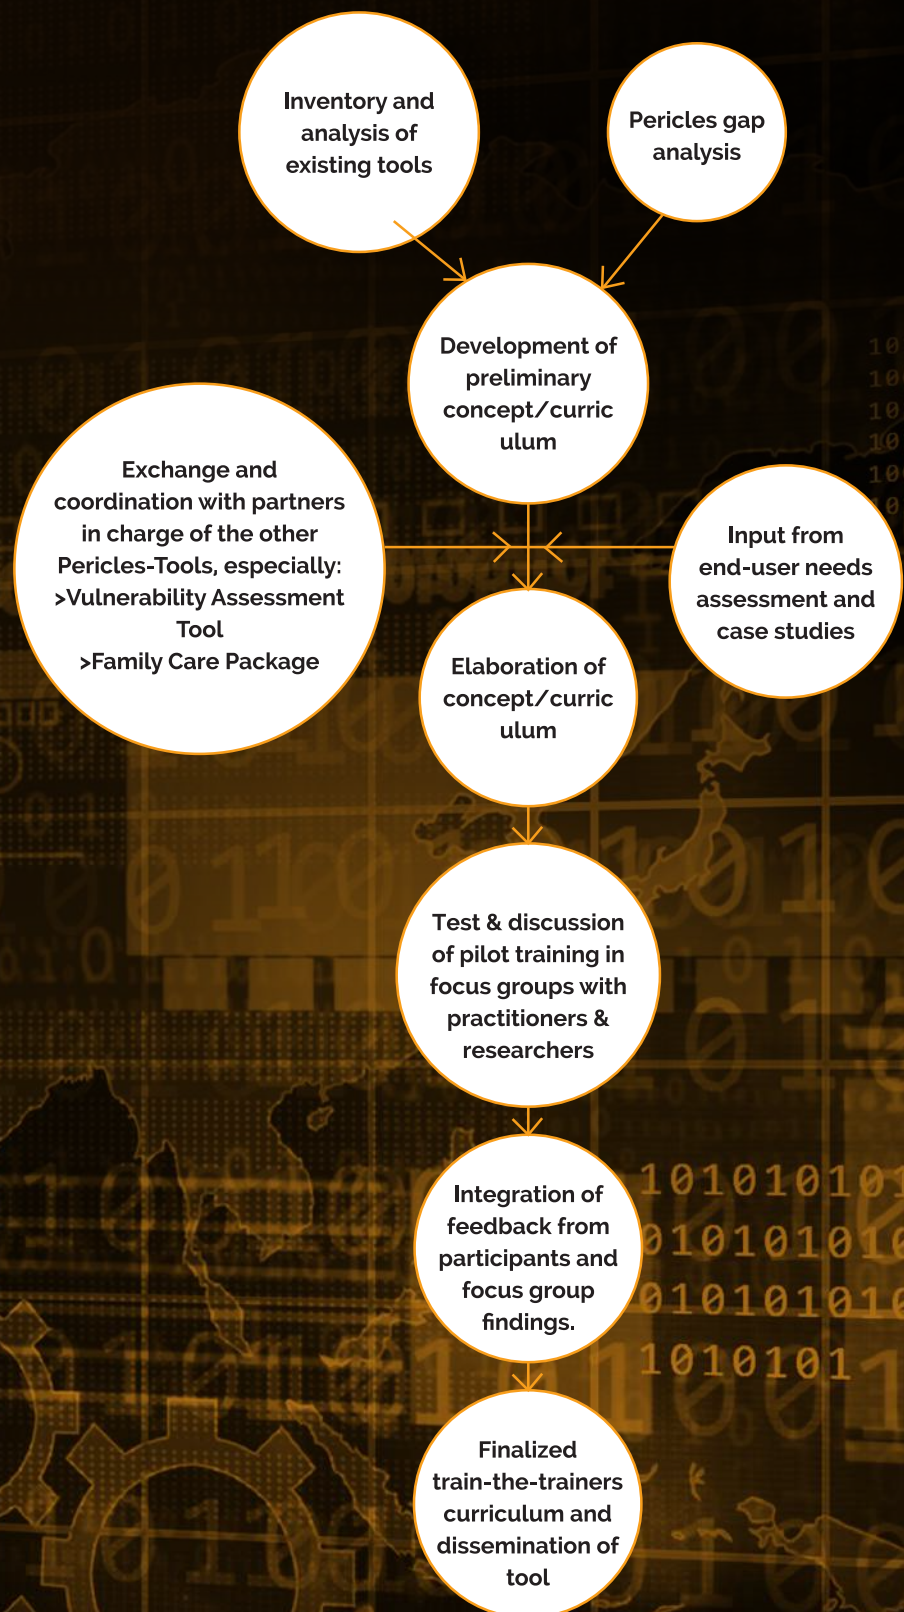 Inventory and
analysis of
existing tools
Pericles gap
analysis
Development of
preliminary
concept/curric
ulum
Exchange and
coordination with partners
in charge of the other
Pericles-Tools, especially:
>Vulnerability Assessment
Tool
>Family Care Package
Input from
end-user needs
assessment and
case studies
Elaboration of
concept/curric
ulum
Test & discussion
of pilot training in
focus groups with
practitioners &
researchers
Integration of
feedback from
participants and
focus group
findings.
101010101
010101010
010101010
1010101
Finalized
train-the-trainers
curriculum and
dissemination of
tool